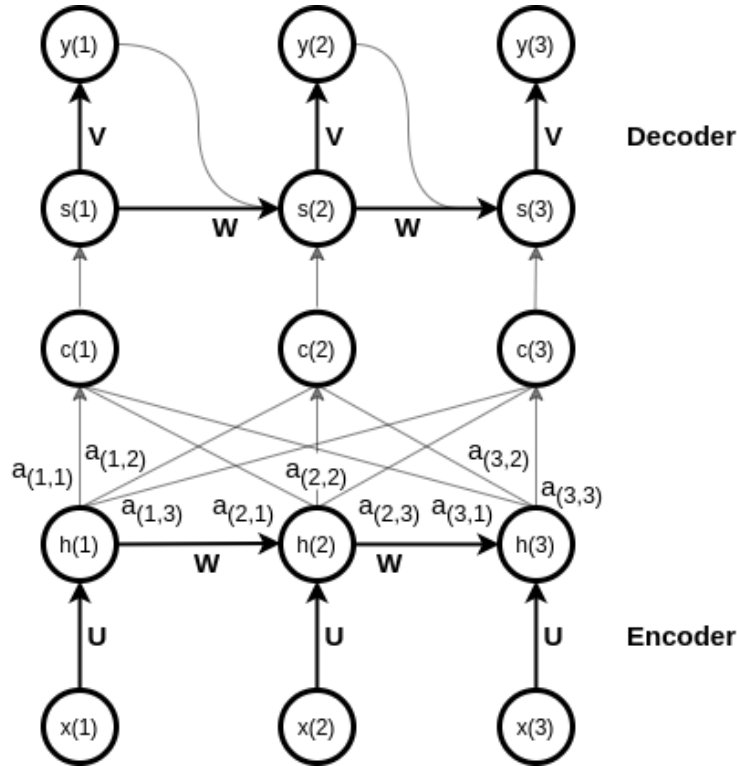 y(1) y(2) y(3)
V V V Decoder
s(1) s(2) s(3)
W W
c(1) c(2) c(3)
a(1,1) a(1,2) a(2,2) a(3,2) a(3,3)
a(1,3) a(2,1) a(2,3) a(3,1)
h(1) h(2) h(3)
W W
U U U Encoder
x(1) x(2) x(3)